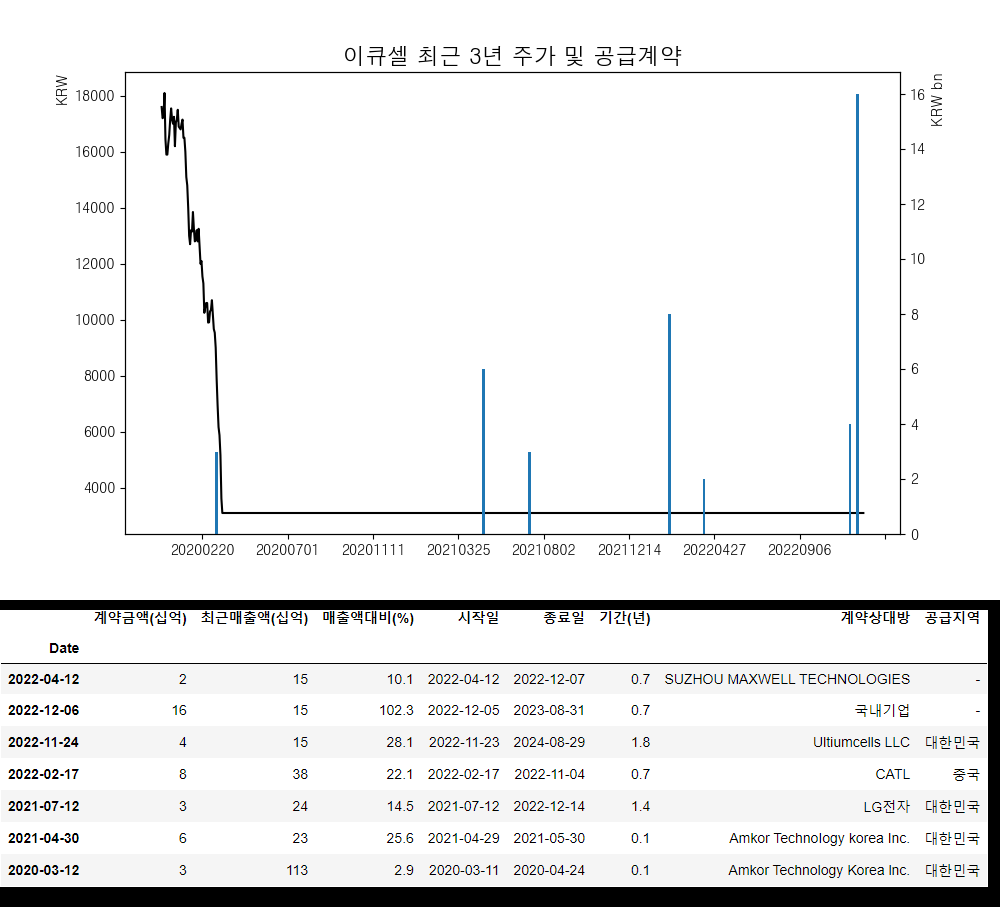 이큐셀 최근 3년 주가 및 공급계약
KRW
KRW bn
18000
16000
14000
12000
10000
8000
6000
4000
16
14
12
10
8
6
4
2
0
20200220 20200701 20201111 20210325 20210802 20211214 20220427 20220906
계약금액(십억) 최근매출액(십억) 매출액대비(%) 시작일 종료일 기간(년) 계약상대방 공급지역
Date
2022-04-12 2 15 10.1 2022-04-12 2022-12-07 0.7 SUZHOU MAXWELL TECHNOLOGIES -
2022-12-06 16 15 102.3 2022-12-05 2023-08-31 0.7 국내기업 -
2022-11-24 4 15 28.1 2022-11-23 2024-08-29 1.8 Ultiumcells LLC 대한민국
2022-02-17 8 38 22.1 2022-02-17 2022-11-04 0.7 CATL 중국
2021-07-12 3 24 14.5 2021-07-12 2022-12-14 1.4 LG전자 대한민국
2021-04-30 6 23 25.6 2021-04-29 2021-05-30 0.1 Amkor Technology korea Inc. 대한민국
2020-03-12 3 113 2.9 2020-03-11 2020-04-24 0.1 Amkor Technology Korea Inc. 대한민국